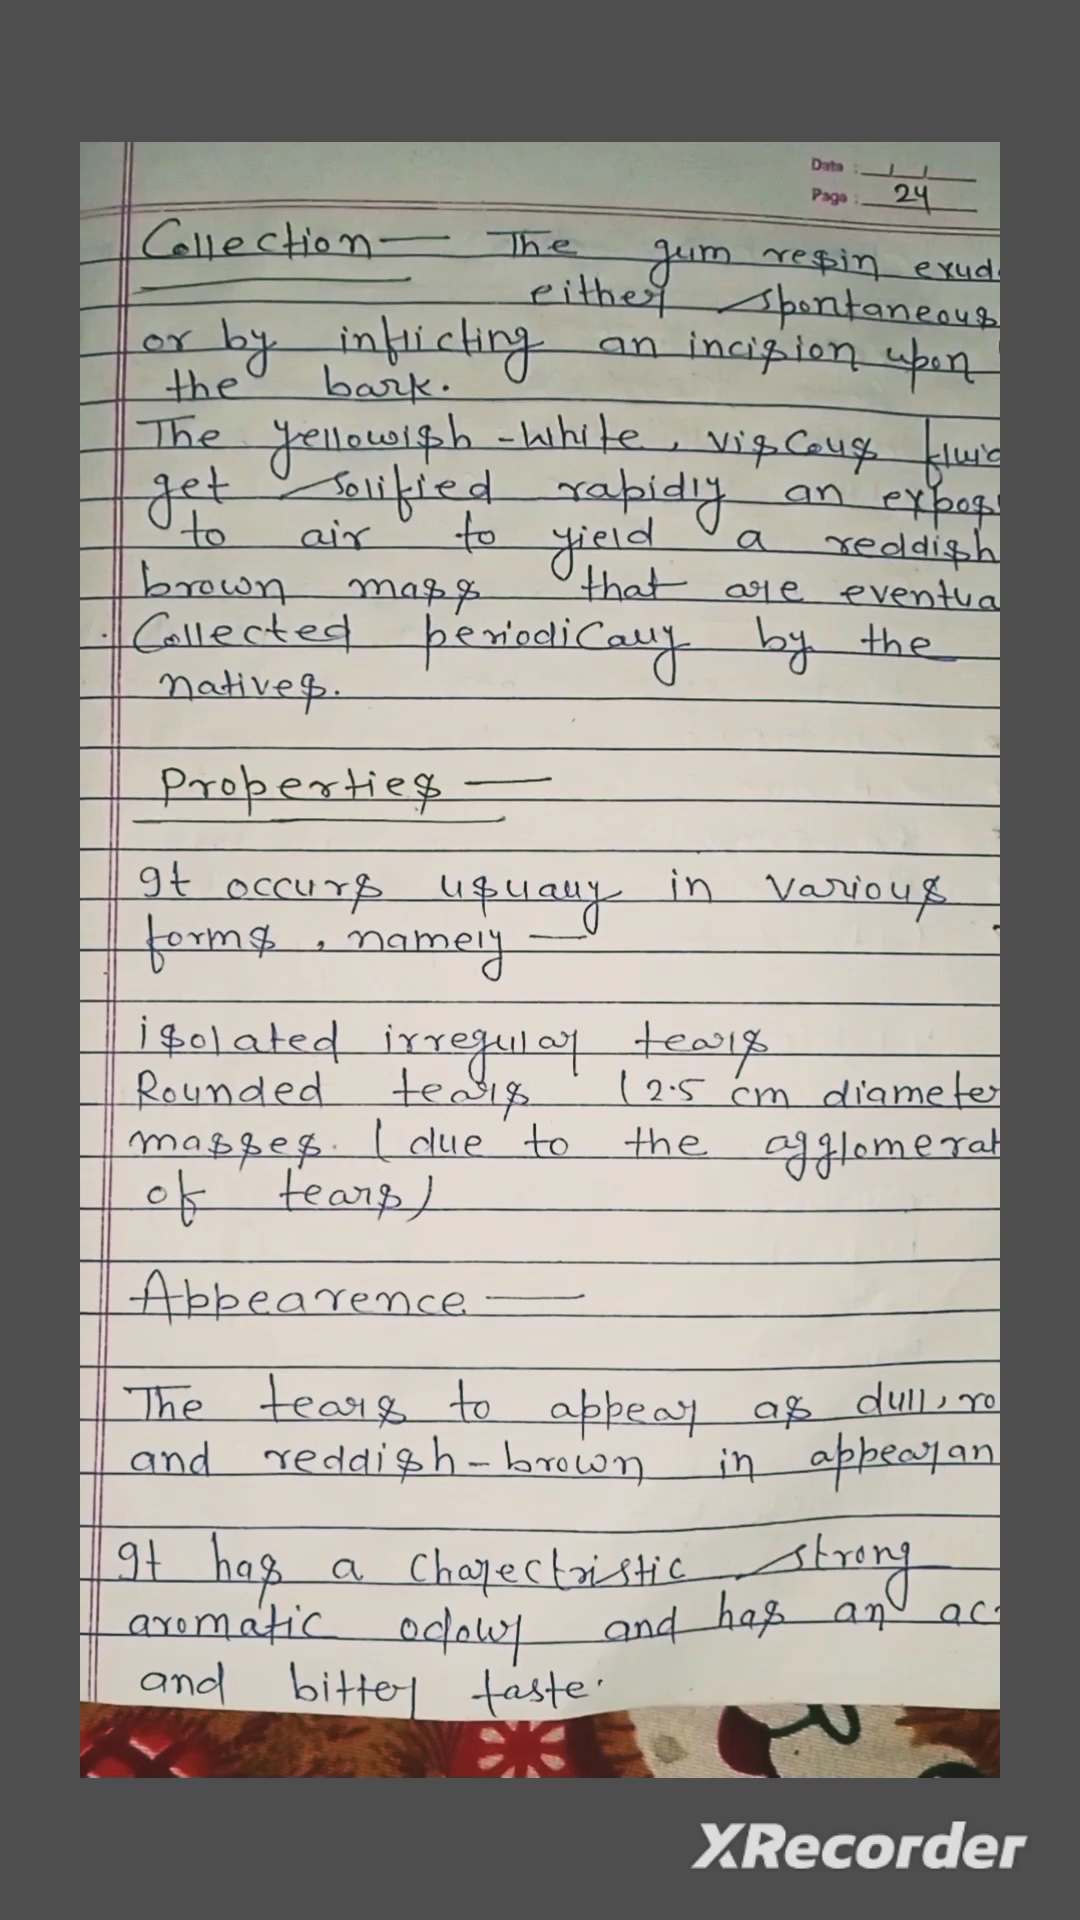 Date : / /
Page : 24
Collection — The gum resin exud
either spontaneous
or by inflicting an incision upon
the bark.
The yellowish-white, viscous fluid
get solified rapidly an expos
to air to yield a reddish
brown mass that are eventua
Collected periodically by the
natives.
Properties —
It occurs usually in various
forms, namely —
isolated irregular tears
Rounded tears (2.5 cm diameter
masses. (due to the agglomerat
of tears)
Appearence —
The tears to appear as dull, ro
and reddish-brown in appearan
It has a charectristic strong
aromatic odour and has an ac
and bitter taste.
XRecorder